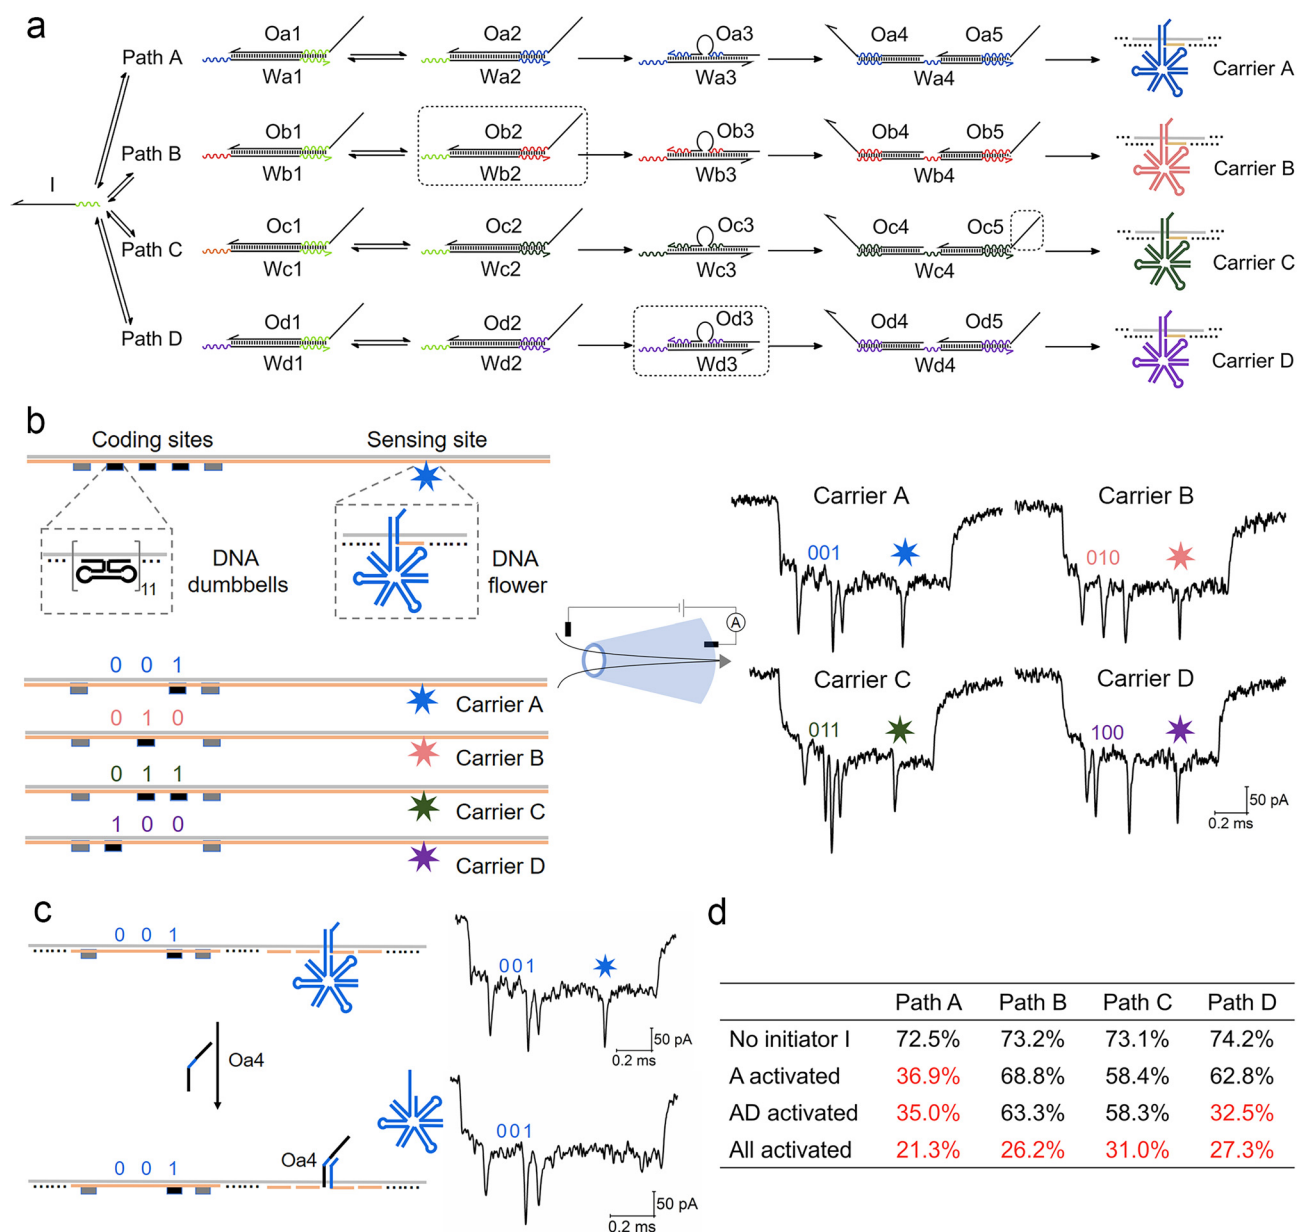 a
Oa1 Oa2 Oa3 Oa4 Oa5
Path A
Wa1 Wa2 Wa3 Wa4
Carrier A
Ob1 Ob2 Ob3 Ob4 Ob5
Path B
Wb1 Wb2 Wb3 Wb4
Carrier B
I
Oc1 Oc2 Oc3 Oc4 Oc5
Path C
Wc1 Wc2 Wc3 Wc4
Carrier C
Od1 Od2 Od3 Od4 Od5
Path D
Wd1 Wd2 Wd3 Wd4
Carrier D
b
Coding sites
Sensing site
DNA
dumbbells
11
DNA
flower
0 0 1
Carrier A
0 1 0
Carrier B
0 1 1
Carrier C
1 0 0
Carrier D
A
Carrier A
001
Carrier B
010
Carrier C
011
Carrier D
100
50 pA
0.2 ms
c
0 0 1
Oa4
Oa4
0 0 1
001
50 pA
0.2 ms
001
50 pA
0.2 ms
d
Path A Path B Path C Path D
No initiator I 72.5% 73.2% 73.1% 74.2%
A activated 36.9% 68.8% 58.4% 62.8%
AD activated 35.0% 63.3% 58.3% 32.5%
All activated 21.3% 26.2% 31.0% 27.3%